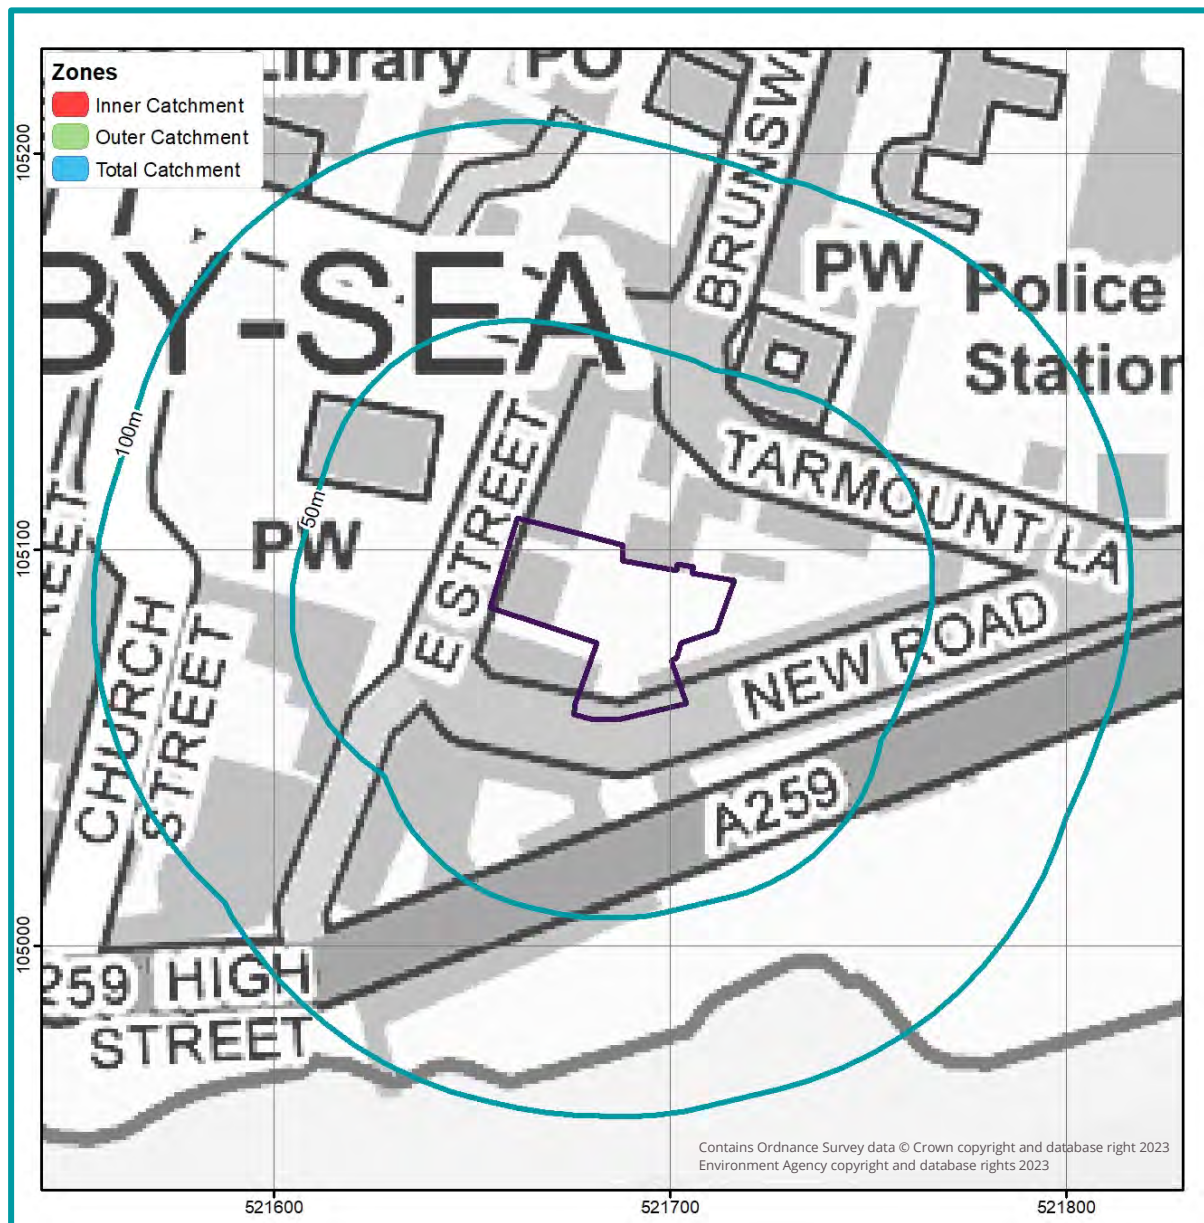 Zones
Inner Catchment
Outer Catchment
Total Catchment
Library PO
BRUNSW
105200
BY-SEA
PW
Police
Station
100m
50m
E STREET
TARMOUNT LA
PW
105100
CHURCH
STREET
NEW ROAD
A259
105000
259 HIGH
STREET
Contains Ordnance Survey data © Crown copyright and database right 2023
Environment Agency copyright and database rights 2023
521600
521700
521800